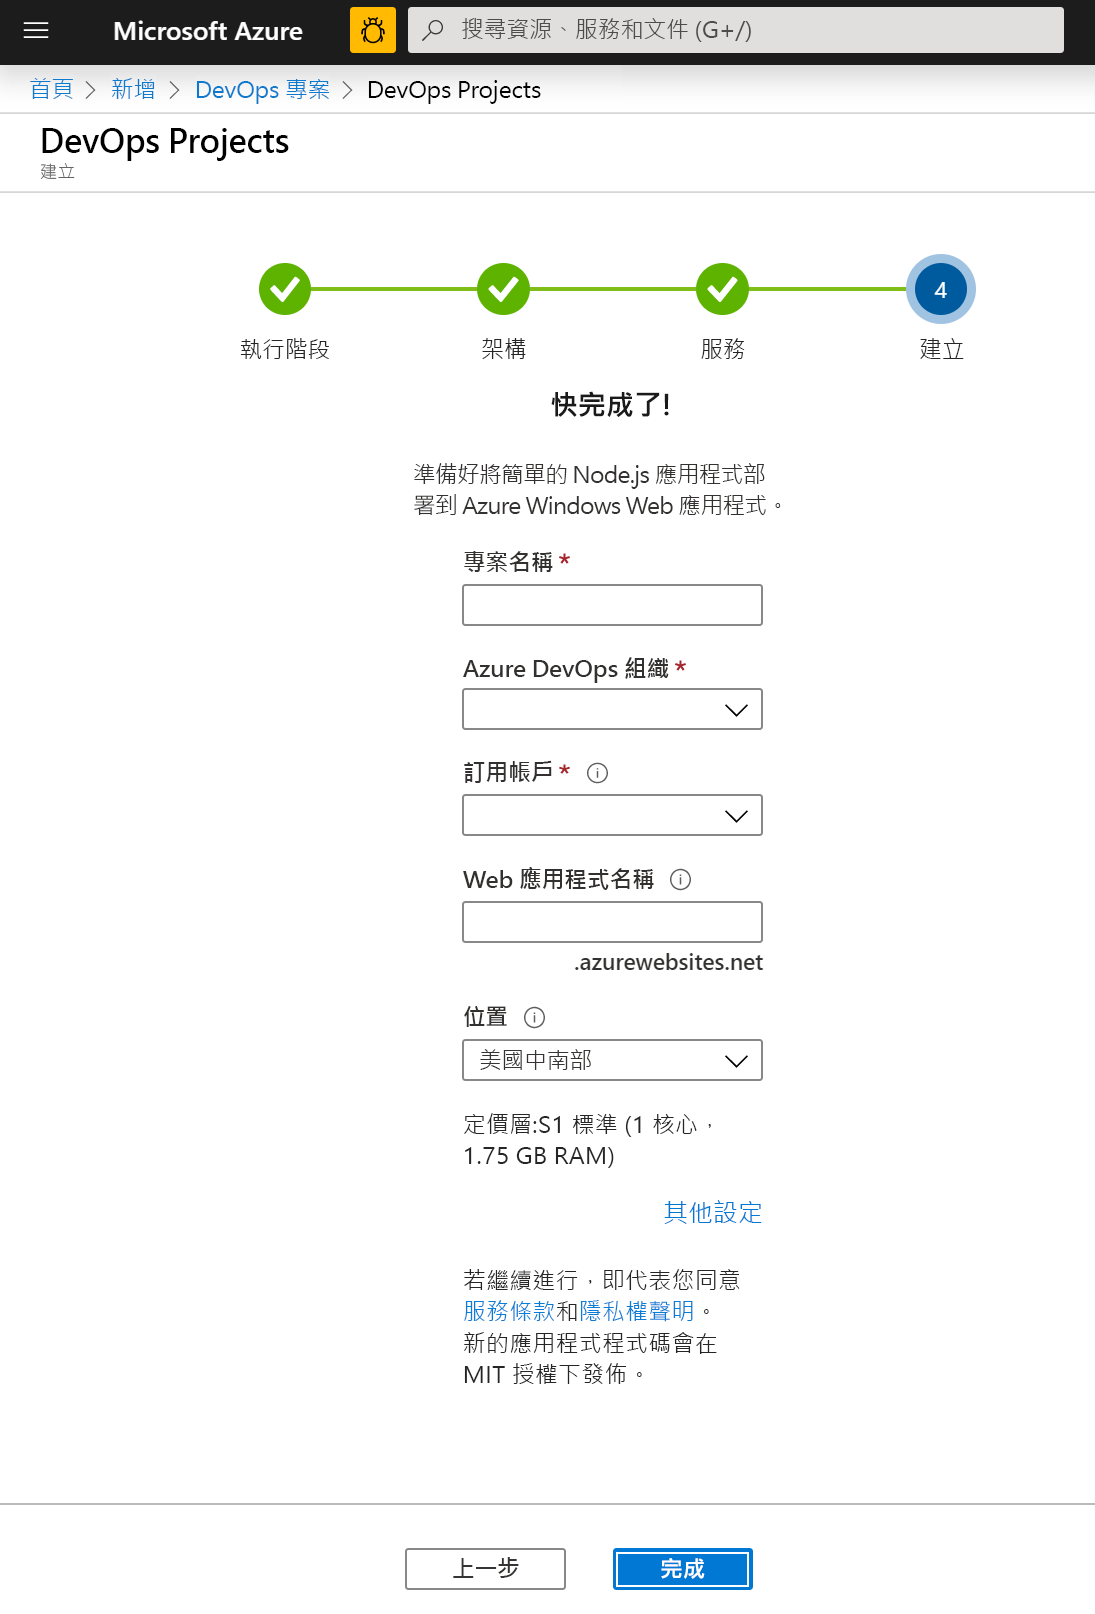 Microsoft Azure
搜尋資源、服務和文件 (G+/)
首頁 > 新增 > DevOps 專案 > DevOps Projects
DevOps Projects
建立
4
執行階段 架構 服務 建立
快完成了!
準備好將簡單的 Node.js 應用程式部
署到 Azure Windows Web 應用程式。
專案名稱 *
Azure DevOps 組織 *
訂用帳戶 *
Web 應用程式名稱
.azurewebsites.net
位置
美國中南部
定價層:S1 標準 (1 核心，
1.75 GB RAM)
其他設定
若繼續進行，即代表您同意
服務條款和隱私權聲明。
新的應用程式程式碼會在
MIT 授權下發佈。
上一步 完成